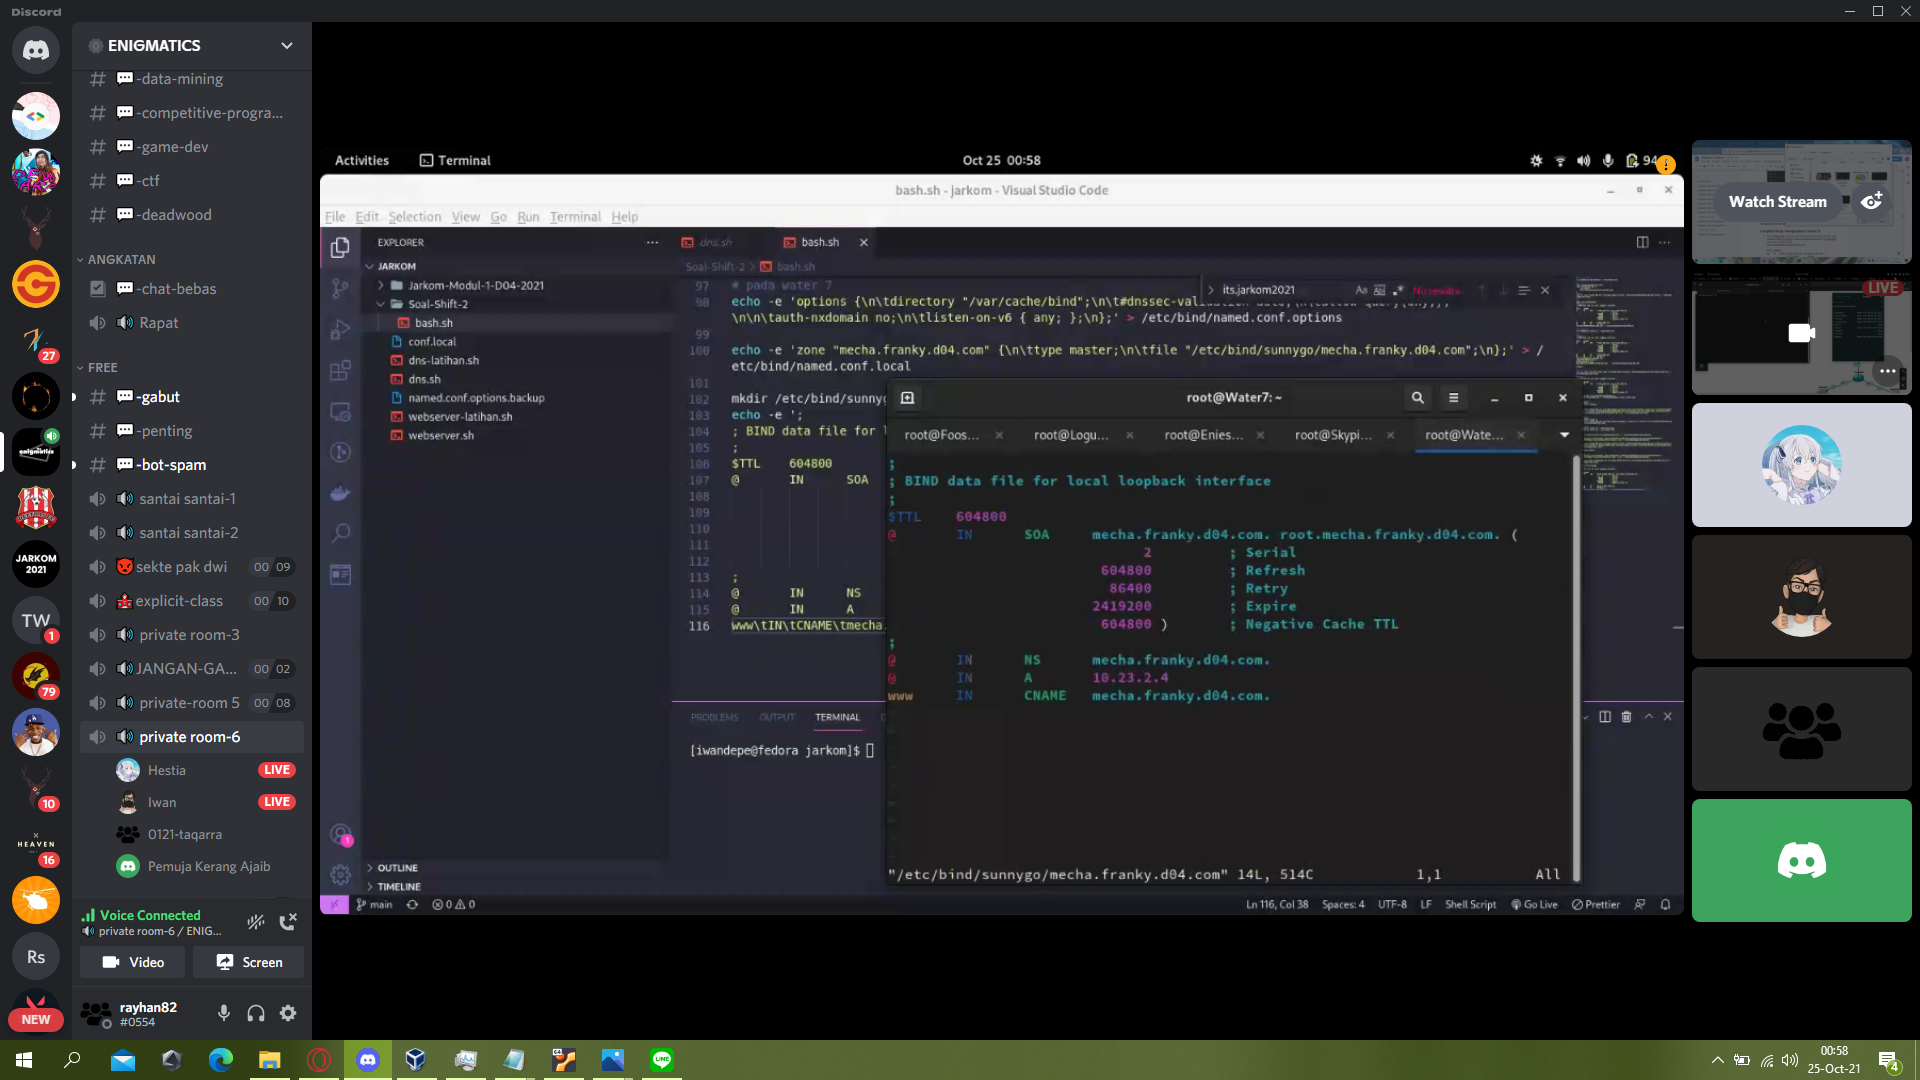 Discord
ENIGMATICS
-data-mining
-competitive-progra...
-game-dev
-ctf
-deadwood
ANGKATAN
-chat-bebas
Rapat
27
FREE
-gabut
-penting
-bot-spam
santai santai-1
santai santai-2
JARKOM
2021
sekte pak dwi 00 09
explicit-class 00 10
TW
1
private room-3
JANGAN-GA... 00 02
79
private-room 5 00 08
private room-6
Hestia LIVE
10
Iwan LIVE
0121-taqarra
HEAVEN
16
Pemuja Kerang Ajaib
Voice Connected
private room-6 / ENIG...
Rs
Video
Screen
rayhan82
#0554
NEW
Activities
Terminal
Oct 25 00:58
bash.sh - jarkom - Visual Studio Code
File Edit Selection View Go Run Terminal Help
EXPLORER
JARKOM
Jarkom-Modul-1-D04-2021
Soal-Shift-2
bash.sh
conf.local
dns-latihan.sh
dns.sh
named.conf.options.backup
webserver-latihan.sh
webserver.sh
OUTLINE
TIMELINE
dns.sh
bash.sh
Soal-Shift-2 > bash.sh
its.jarkom2021
No results
97 # pada water 7
98 echo -e 'options {\n\tdirectory "/var/cache/bind";\n\t#dnssec-
\n\n\tauth-nxdomain no;\n\tlisten-on-v6 { any; };\n};' > /etc/bind/named.conf.options
99
100 echo -e 'zone "mecha.franky.d04.com" {\n\ttype master;\n\tfile "/etc/bind/sunnygo/mecha.franky.d04.com";\n};' > /
etc/bind/named.conf.local
101
102 mkdir /etc/bind/sunnyg
103 echo -e ';
104 ; BIND data file for
105 ;
106 $TTL 604800
107 @ IN SOA
108
109
110
111
112
113 ;
114 @ IN NS
115 @ IN A
116 www\tIN\tCNAME\tmecha.
PROBLEMS OUTPUT TERMINAL
[iwandepe@fedora jarkom]$
root@Water7:~
root@Foos... root@Logu... root@Enies... root@Skypi... root@Wate...
;
; BIND data file for local loopback interface
;
$TTL 604800
@ IN SOA mecha.franky.d04.com. root.mecha.franky.d04.com. (
2 ; Serial
604800 ; Refresh
86400 ; Retry
2419200 ; Expire
604800 ) ; Negative Cache TTL
;
@ IN NS mecha.franky.d04.com.
@ IN A 10.23.2.4
www IN CNAME mecha.franky.d04.com.
"/etc/bind/sunnygo/mecha.franky.d04.com" 14L, 514C 1,1 All
main 0 0
Ln 116, Col 38 Spaces: 4 UTF-8 LF Shell Script Go Live Prettier
Watch Stream
LIVE
00:58
25-Oct-21
4